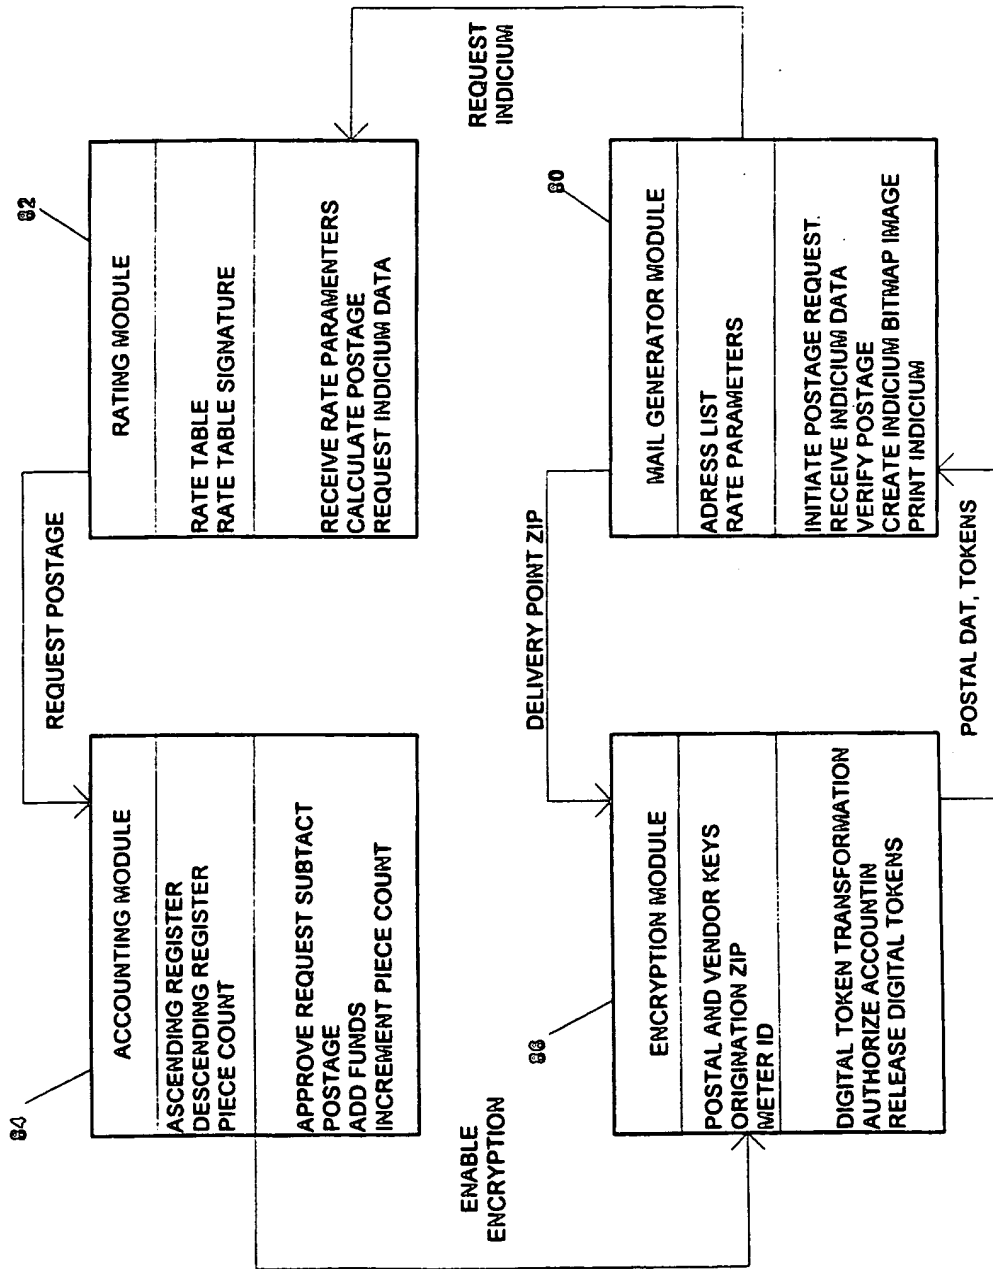 REQUEST POSTAGE
84
ACCOUNTING MODULE
ASCENDING REGISTER
DESCENDING REGISTER
PIECE COUNT
APPROVE REQUEST SUBTACT
POSTAGE
ADD FUNDS
INCREMENT PIECE COUNT
82
RATING MODULE
RATE TABLE
RATE TABLE SIGNATURE
RECEIVE RATE PARAMENTERS
CALCULATE POSTAGE
REQUEST INDICIUM DATA
ENABLE
ENCRYPTION
DELIVERY POINT ZIP
REQUEST
INDICIUM
86
ENCRYPTION MODULE
POSTAL AND VENDOR KEYS
ORIGINATION ZIP
METER ID
DIGITAL TOKEN TRANSFORMATION
AUTHORIZE ACCOUNTIN
RELEASE DIGITAL TOKENS
80
MAIL GENERATOR MODULE
ADRESS LIST
RATE PARAMETERS
INITIATE POSTAGE REQUEST.
RECEIVE INDICIUM DATA
VERIFY POSTAGE
CREATE INDICIUM BITMAP IMAGE
PRINT INDICIUM
POSTAL DAT, TOKENS